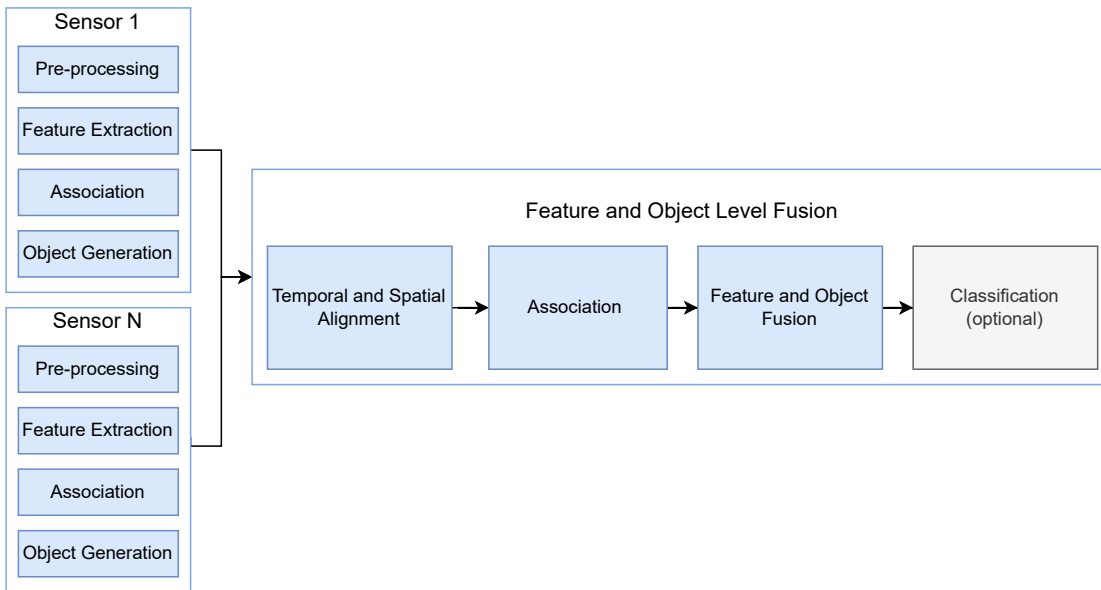 Sensor 1
Pre-processing
Feature Extraction
Association
Object Generation
Sensor N
Pre-processing
Feature Extraction
Association
Object Generation
Feature and Object Level Fusion
Temporal and Spatial
Alignment
Association
Feature and Object
Fusion
Classification
(optional)